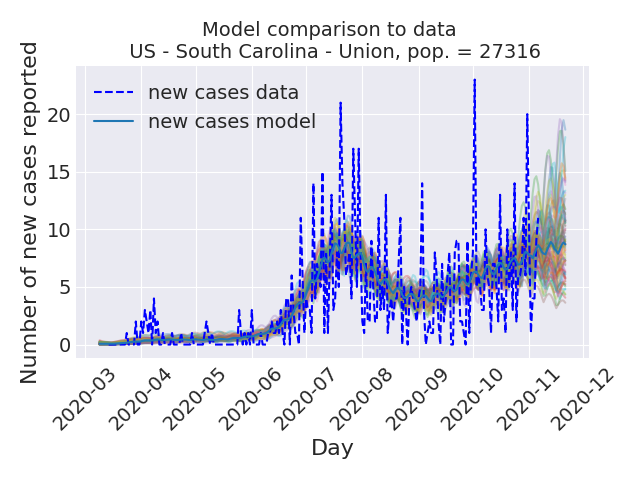 Model comparison to data
US - South Carolina - Union, pop. = 27316
Number of new cases reported
20
15
10
5
0
new cases data
new cases model
2020-03
2020-04
2020-05
2020-06
2020-07
2020-08
2020-09
2020-10
2020-11
2020-12
Day